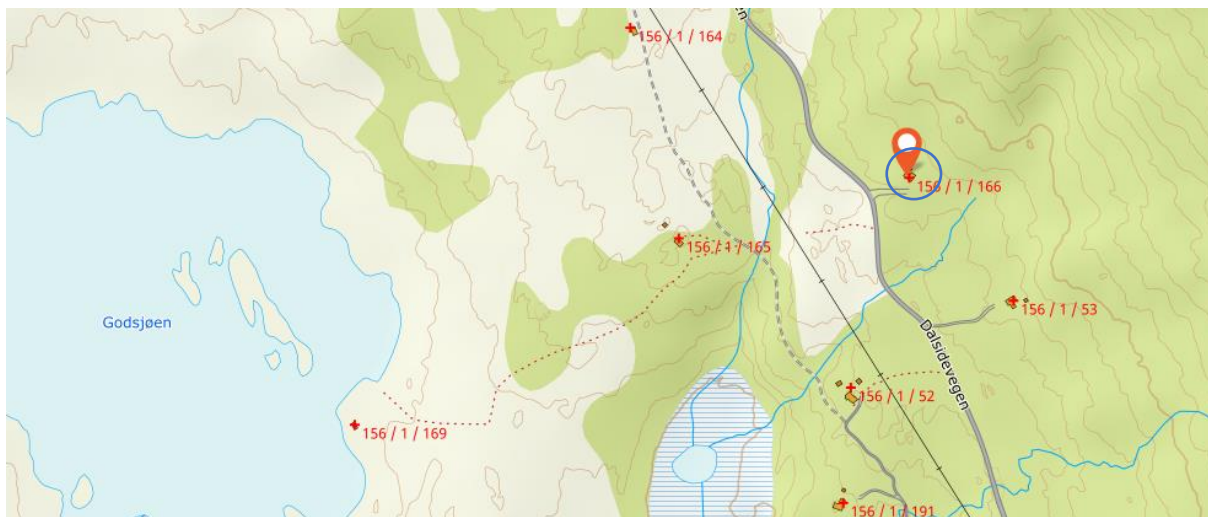 156 / 1 / 164
en
156 / 1 / 166
156 / 1 / 165
156 / 1 / 53
Godsjøen
Dalsidevegen
156 / 1 / 52
156 / 1 / 169
156 / 1 / 191